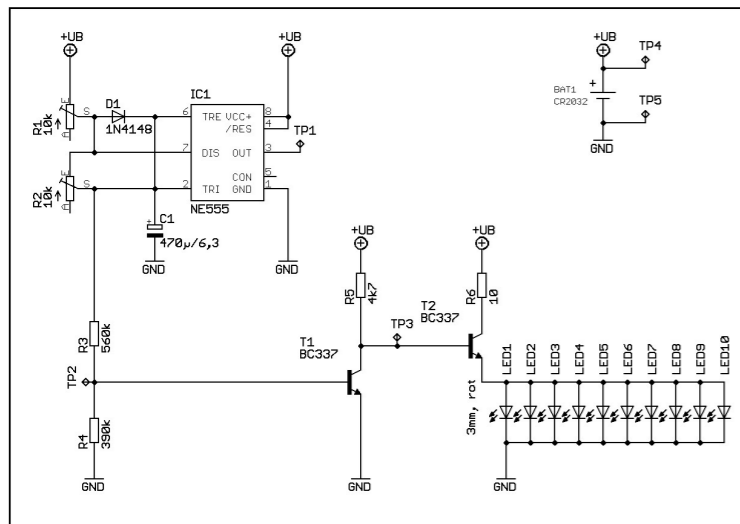 +UB
+UB
+UB
TP4
BAT1
CR2032
TP5
GND
R1
10k
E
S
A
D1
1N4148
IC1
6
TRE
VCC+
8
/RES
4
TP1
7
DIS
OUT
3
CON
5
2
TRI
GND
1
NE555
R2
10k
E
S
A
C1
470µ/6,3
GND
GND
+UB
+UB
R5
4k7
R6
10
T2
BC337
TP3
R3
560k
T1
BC337
TP2
R4
390k
3mm, rot
LED1
LED2
LED3
LED4
LED5
LED6
LED7
LED8
LED9
LED10
GND
GND
GND